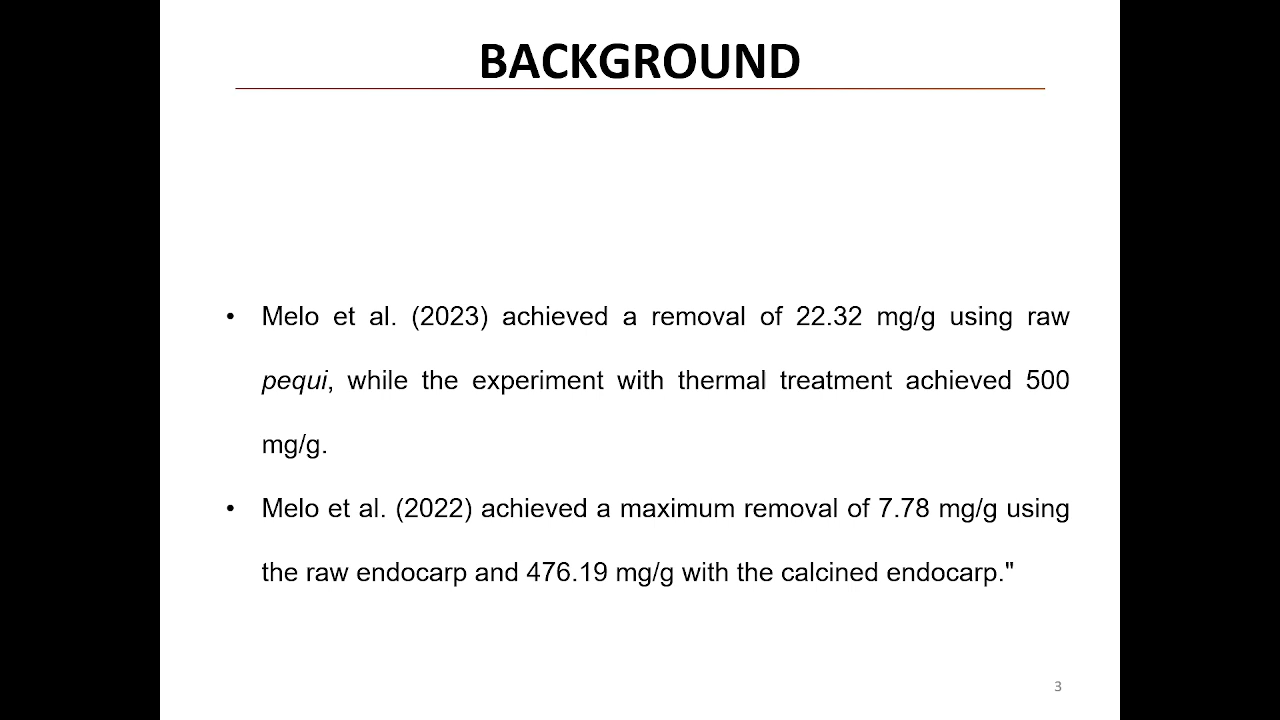 BACKGROUND
• Melo et al. (2023) achieved a removal of 22.32 mg/g using raw
pequi, while the experiment with thermal treatment achieved 500
mg/g.
• Melo et al. (2022) achieved a maximum removal of 7.78 mg/g using
the raw endocarp and 476.19 mg/g with the calcined endocarp."
3